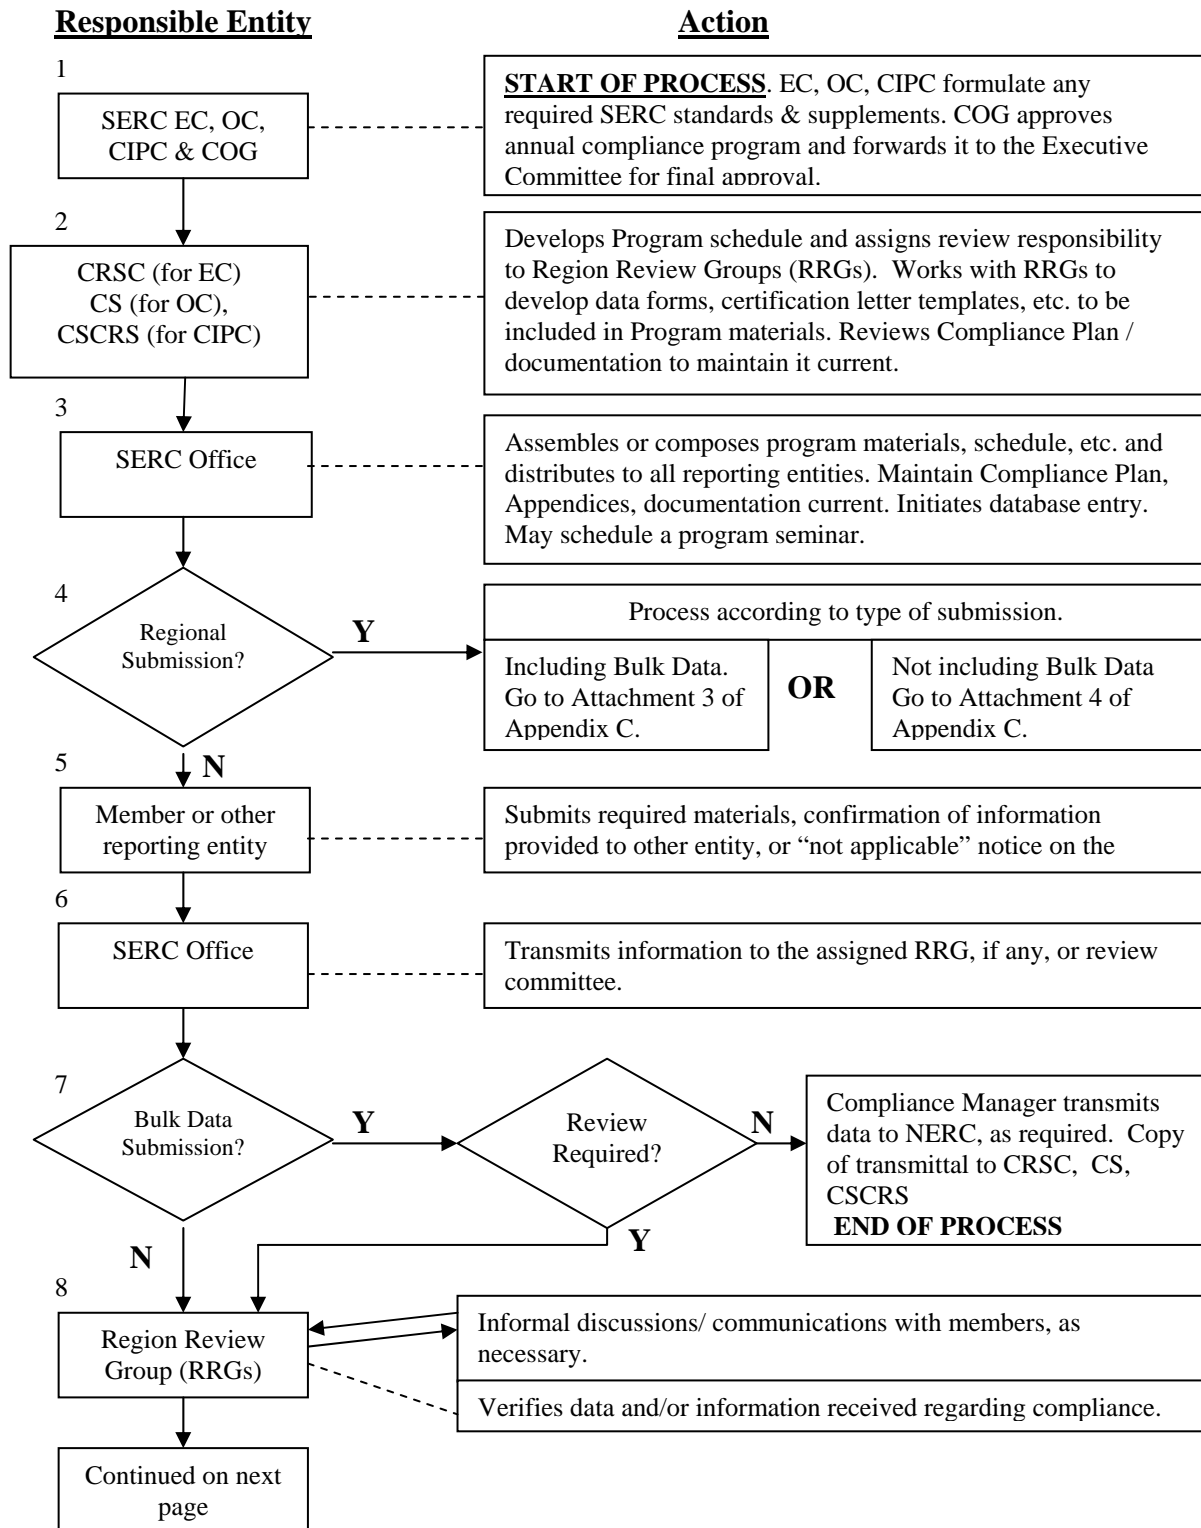 Responsible Entity
Action
1
SERC EC, OC,
CIPC & COG
START OF PROCESS. EC, OC, CIPC formulate any
required SERC standards & supplements. COG approves
annual compliance program and forwards it to the Executive
Committee for final approval.
2
CRSC (for EC)
CS (for OC),
CSCRS (for CIPC)
Develops Program schedule and assigns review responsibility
to Region Review Groups (RRGs). Works with RRGs to
develop data forms, certification letter templates, etc. to be
included in Program materials. Reviews Compliance Plan /
documentation to maintain it current.
3
SERC Office
Assembles or composes program materials, schedule, etc. and
distributes to all reporting entities. Maintain Compliance Plan,
Appendices, documentation current. Initiates database entry.
May schedule a program seminar.
4
Regional
Submission?
Y
Process according to type of submission.
Including Bulk Data.
Go to Attachment 3 of
Appendix C.
OR
Not including Bulk Data
Go to Attachment 4 of
Appendix C.
N
5
Member or other
reporting entity
Submits required materials, confirmation of information
provided to other entity, or “not applicable” notice on the
6
SERC Office
Transmits information to the assigned RRG, if any, or review
committee.
7
Bulk Data
Submission?
Y
Review
Required?
N
Compliance Manager transmits
data to NERC, as required. Copy
of transmittal to CRSC, CS,
CSCRS
END OF PROCESS
N
Y
8
Region Review
Group (RRGs)
Informal discussions/ communications with members, as
necessary.
Verifies data and/or information received regarding compliance.
Continued on next
page